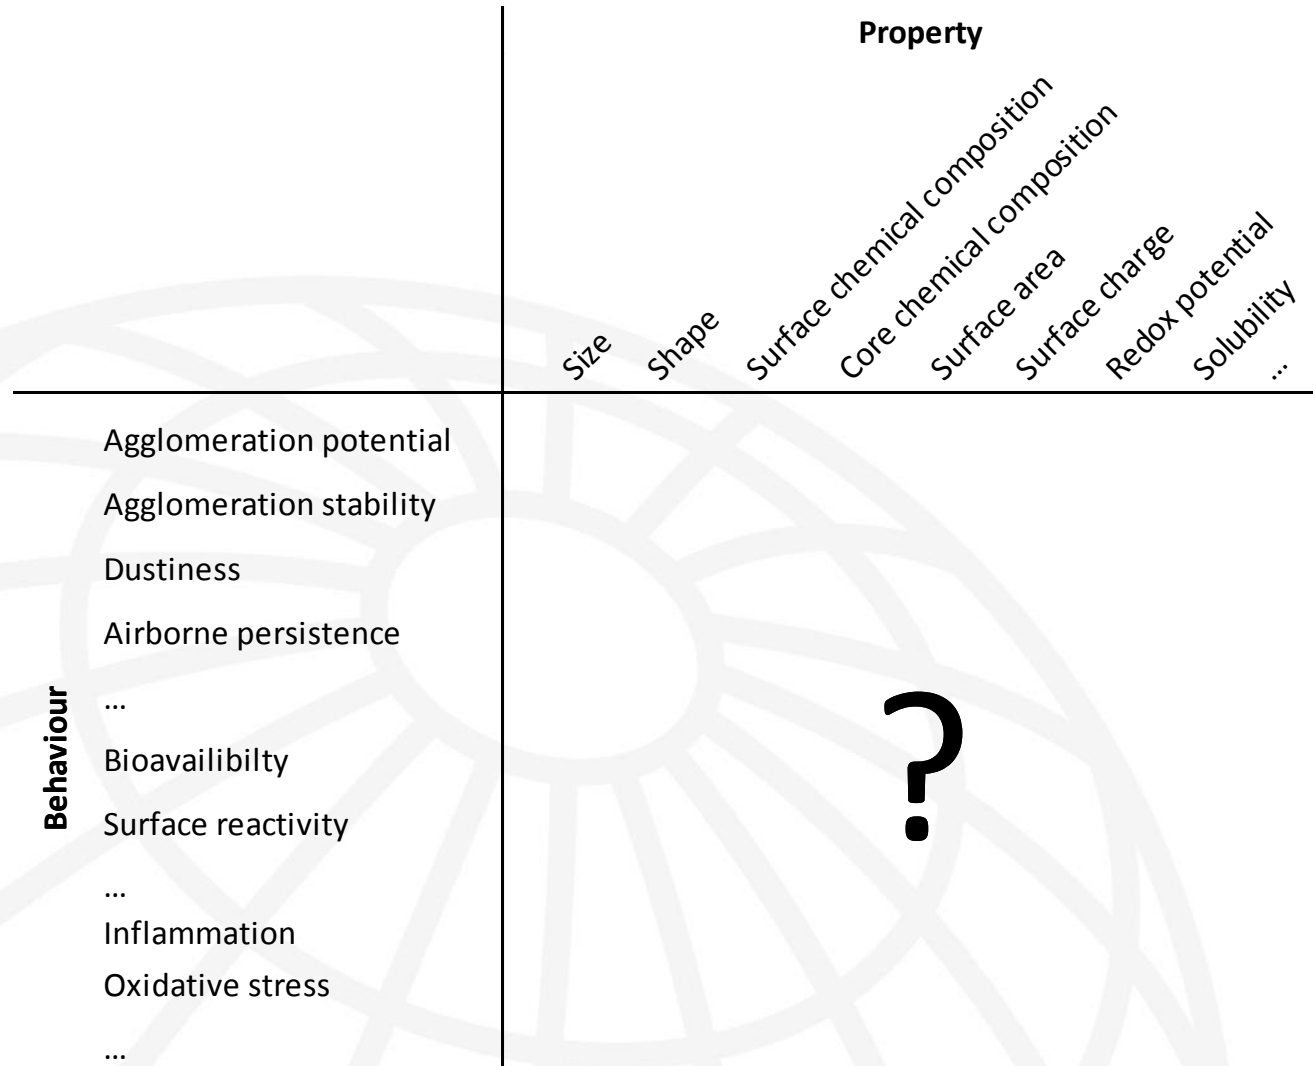 Property
Size
Shape
Surface chemical composition
Core chemical composition
Surface area
Surface charge
Redox potential
Solubility
...
Behaviour
Agglomeration potential
Agglomeration stability
Dustiness
Airborne persistence
...
Bioavailibilty
Surface reactivity
...
Inflammation
Oxidative stress
...
?